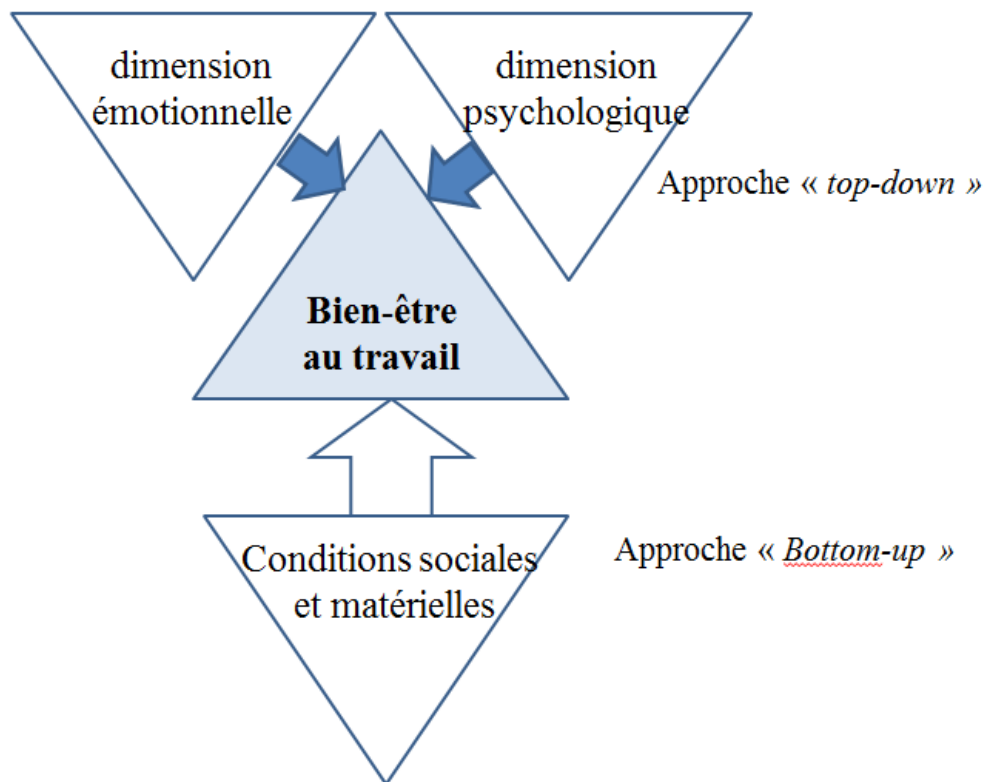 dimension
émotionnelle
dimension
psychologique
Approche « top-down »
Bien-être
au travail
Approche « Bottom-up »
Conditions sociales
et matérielles